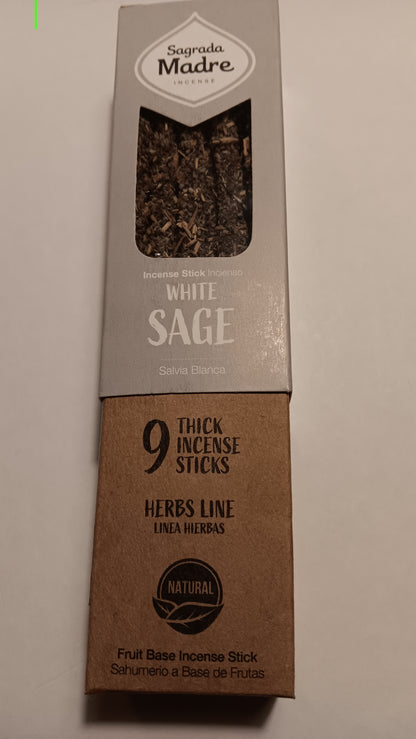 Sagrada
Madre
INCENSE
Incense Stick Incienso
WHITE
SAGE
Salvia Blanca
9 THICK
INCENSE
STICKS
HERBS LINE
LINEA HIERBAS
NATURAL
Fruit Base Incense Stick
Sahumerio a Base de Frutas